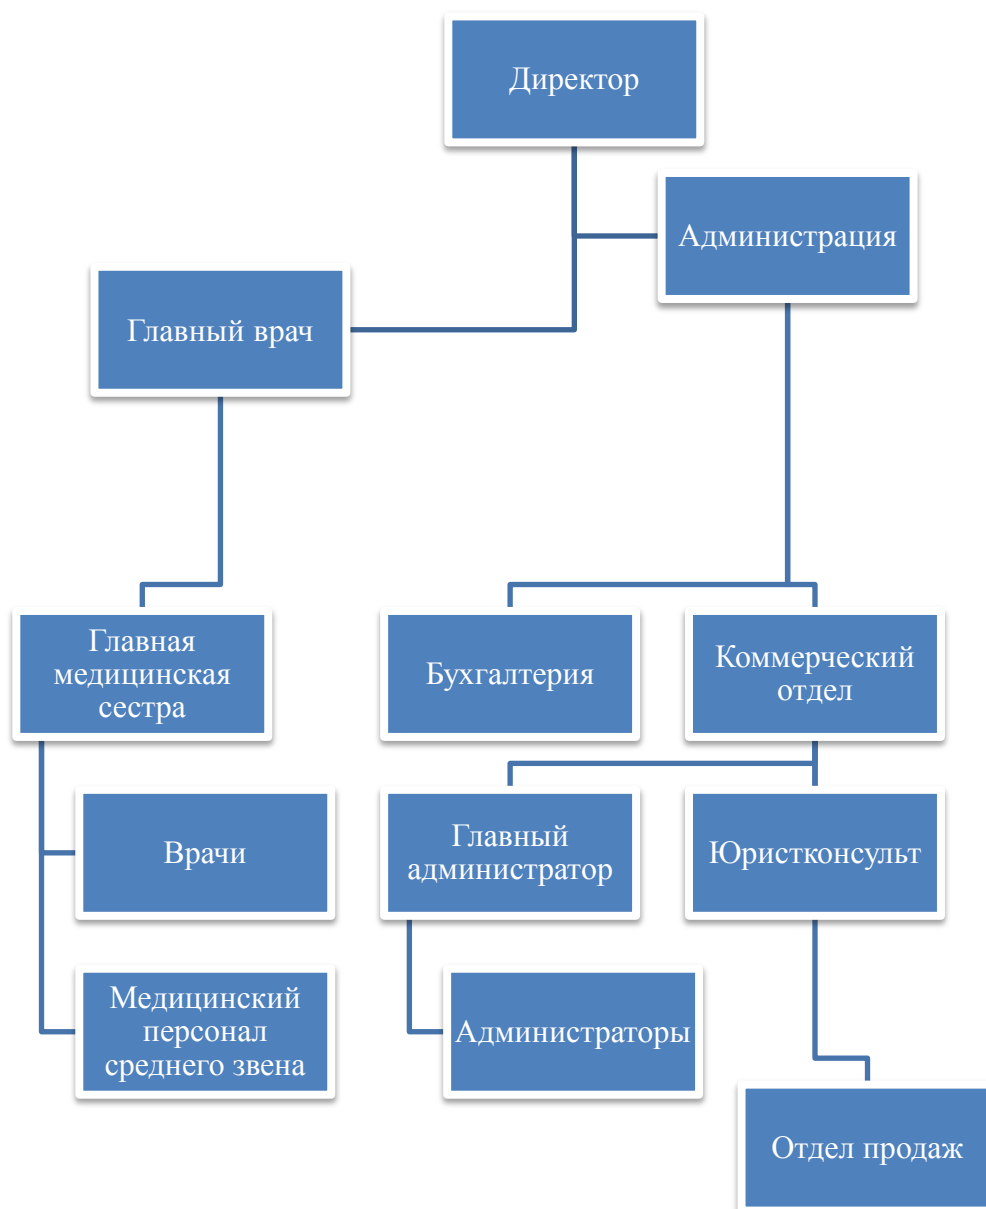 Директор
Администрация
Главный врач
Главная
медицинская
сестра
Бухгалтерия
Коммерческий
отдел
Врачи
Главный
администратор
Юристконсульт
Медицинский
персонал
среднего звена
Администраторы
Отдел продаж